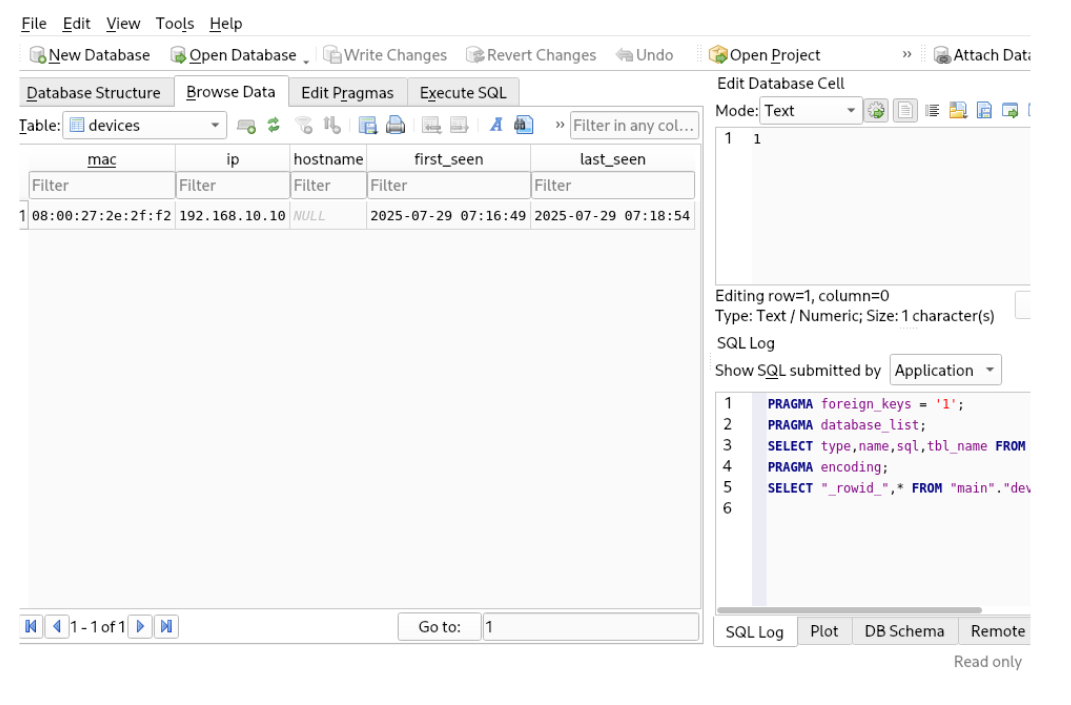 File Edit View Tools Help
New Database Open Database Write Changes Revert Changes Undo Open Project » Attach Data
Database Structure Browse Data Edit Pragmas Execute SQL
Table: devices » Filter in any col...
mac ip hostname first_seen last_seen
Filter Filter Filter Filter Filter
1 08:00:27:2e:2f:f2 192.168.10.10 NULL 2025-07-29 07:16:49 2025-07-29 07:18:54
1 - 1 of 1 Go to: 1
Edit Database Cell
Mode: Text
1 1
Editing row=1, column=0
Type: Text / Numeric; Size: 1 character(s)
SQL Log
Show SQL submitted by Application
1 PRAGMA foreign_keys = '1';
2 PRAGMA database_list;
3 SELECT type,name,sql,tbl_name FROM
4 PRAGMA encoding;
5 SELECT "_rowid_",* FROM "main"."dev
6
SQL Log Plot DB Schema Remote
Read only